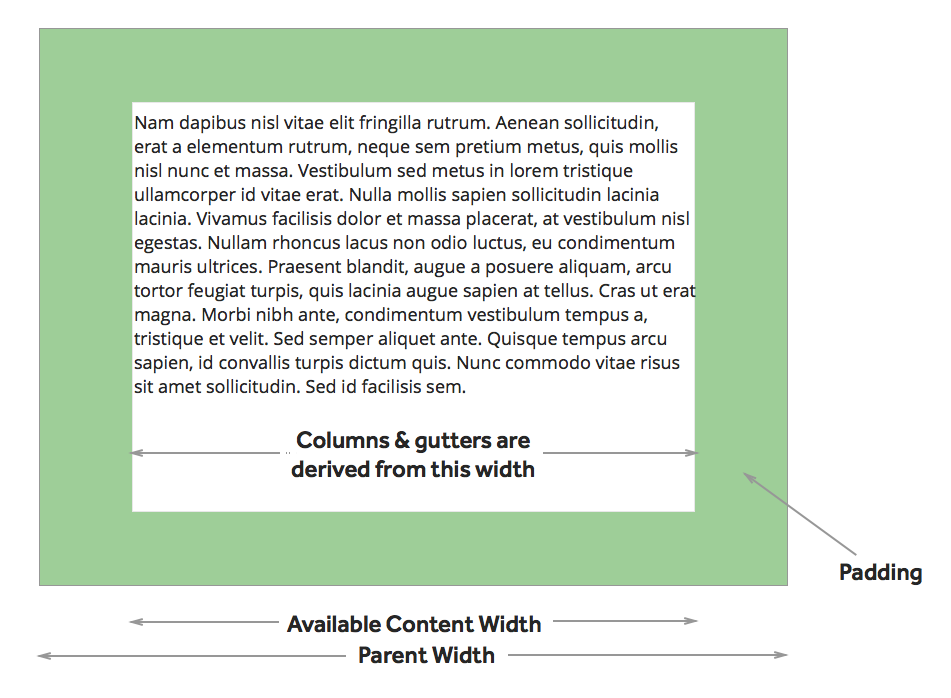 Nam dapibus nisl vitae elit fringilla rutrum. Aenean sollicitudin,
erat a elementum rutrum, neque sem pretium metus, quis mollis
nisl nunc et massa. Vestibulum sed metus in lorem tristique
ullamcorper id vitae erat. Nulla mollis sapien sollicitudin lacinia
lacinia. Vivamus facilisis dolor et massa placerat, at vestibulum nisl
egestas. Nullam rhoncus lacus non odio luctus, eu condimentum
mauris ultrices. Praesent blandit, augue a posuere aliquam, arcu
tortor feugiat turpis, quis lacinia augue sapien at tellus. Cras ut erat
magna. Morbi nibh ante, condimentum vestibulum tempus a,
tristique et velit. Sed semper aliquet ante. Quisque tempus arcu
sapien, id convallis turpis dictum quis. Nunc commodo vitae risus
sit amet sollicitudin. Sed id facilisis sem.
Columns & gutters are
derived from this width
Padding
Available Content Width
Parent Width